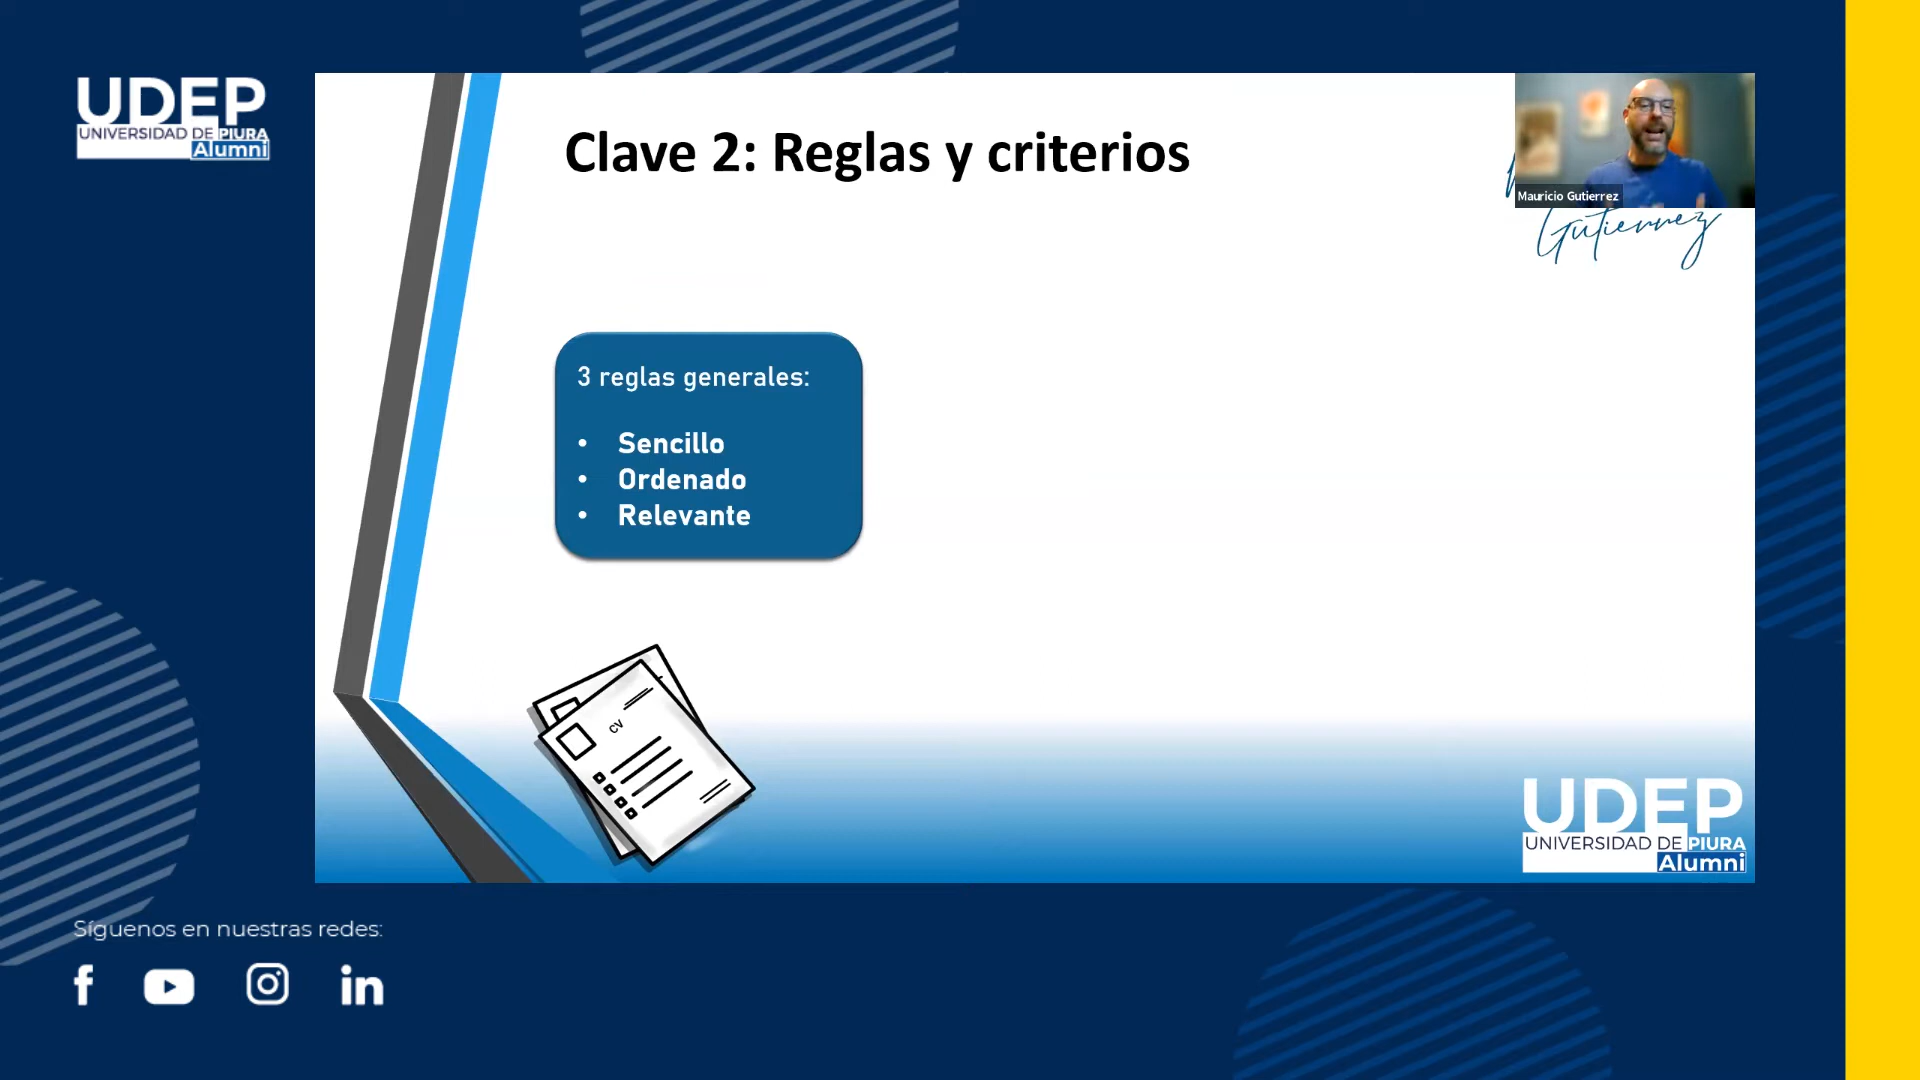 UDEP
UNIVERSIDAD DE PIURA
Alumni
Clave 2: Reglas y criterios
Mauricio Gutierrez
Gutierrez
3 reglas generales:
• Sencillo
• Ordenado
• Relevante
CV
UDEP
UNIVERSIDAD DE PIURA
Alumni
Síguenos en nuestras redes: